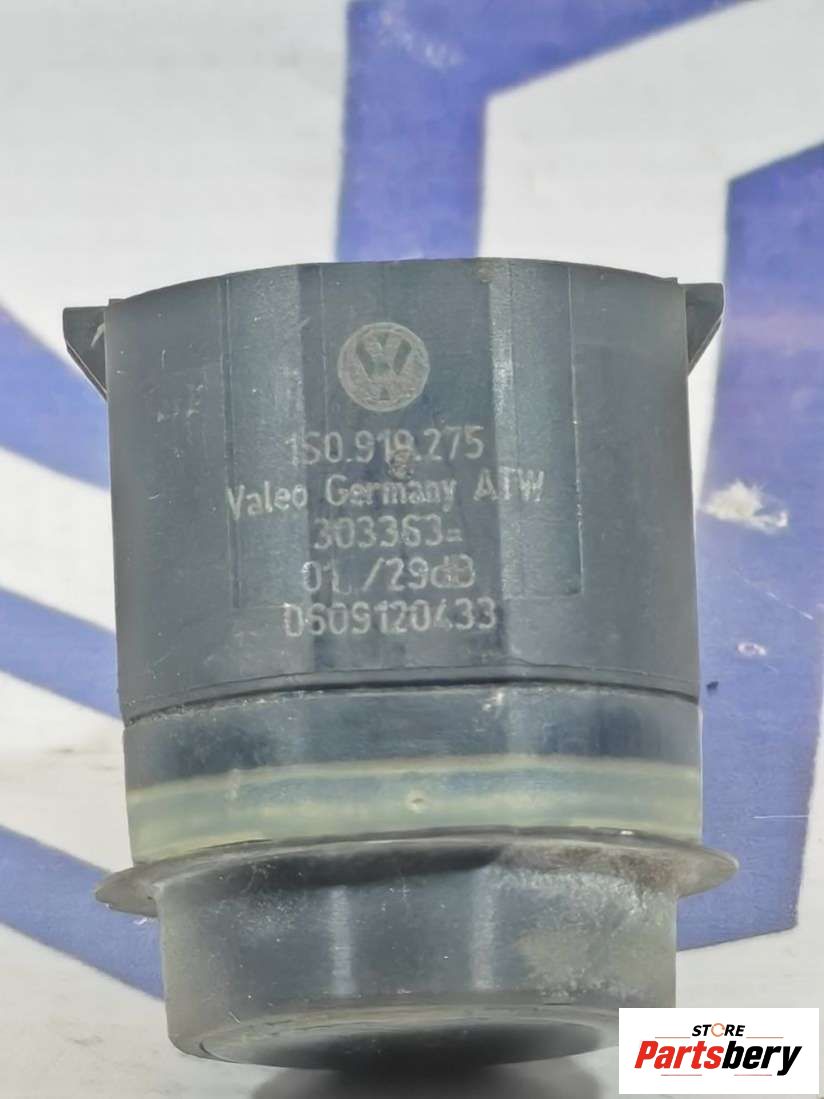 1S0.919.275
Valeo Germany ATW
303363=
01 /29dB
0609120433
STORE
Partsbery